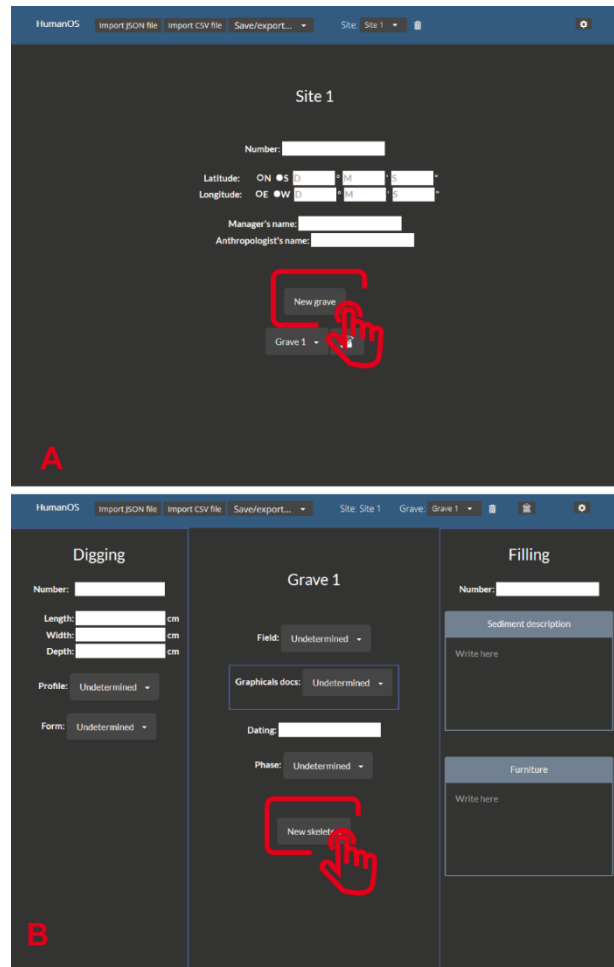 HumanOS Import JSON file Import CSV file Save/export... Site: Site 1
Site 1
Number:
Latitude: N S D ° M ' S "
Longitude: E W D ° M ' S "
Manager's name:
Anthropologist's name:
New grave
Grave 1
A
HumanOS Import JSON file Import CSV file Save/export... Site: Site 1 Grave: Grave 1
Digging
Number:
Length: cm
Width: cm
Depth: cm
Profile: Undetermined
Form: Undetermined
Grave 1
Field: Undetermined
Graphicals docs: Undetermined
Dating:
Phase: Undetermined
New
Filling
Number:
Sediment description
Write here
Furniture
Write here
B